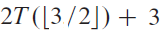 2T(⌊3/2⌋) + 3